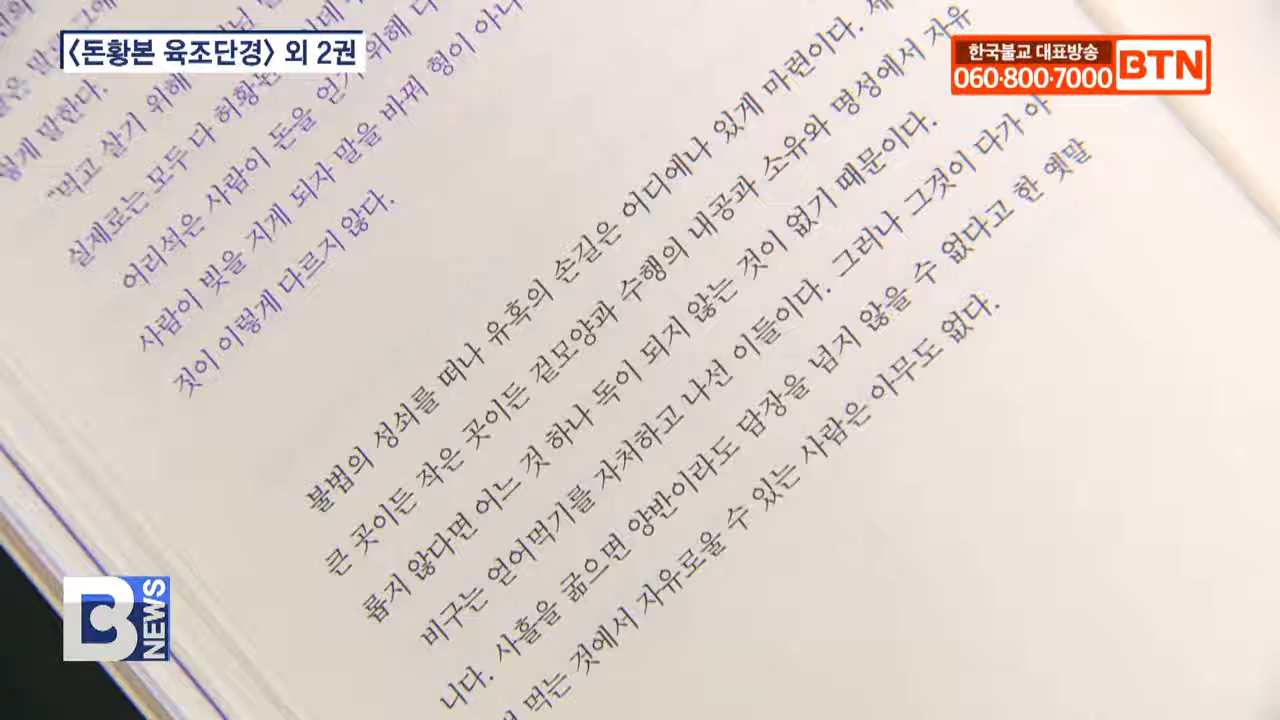 <돈황본 육조단경> 외 2권
한국불교 대표방송
060·800·7000
BTN
쉽게 말한다.
"먹고 살기 위해
실제로는 모두 다 허황된
어리석은 사람이 돈을 얻기 위해 다
사람이 빚을 지게 되자 말을 바꿔 형이 아니
짓이 이렇게 다르지 않다.
불법의 성쇠를 떠나 유혹의 손길은 어디에나 있게 마련이다. 세
큰 곳이든 작은 곳이든 겉모양과 수행의 내공과 소유와 명성에서 자유
롭지 않다면 어느 것 하나 독이 되지 않는 것이 없기 때문이다.
비구는 얻어먹기를 자처하고 나선 이들이다. 그러나 그것이 다가 아
니다. 사흘을 굶으면 양반이라도 담장을 넘지 않을 수 없다고 한 옛말
먹는 것에서 자유로울 수 있는 사람은 아무도 없다.
B NEWS